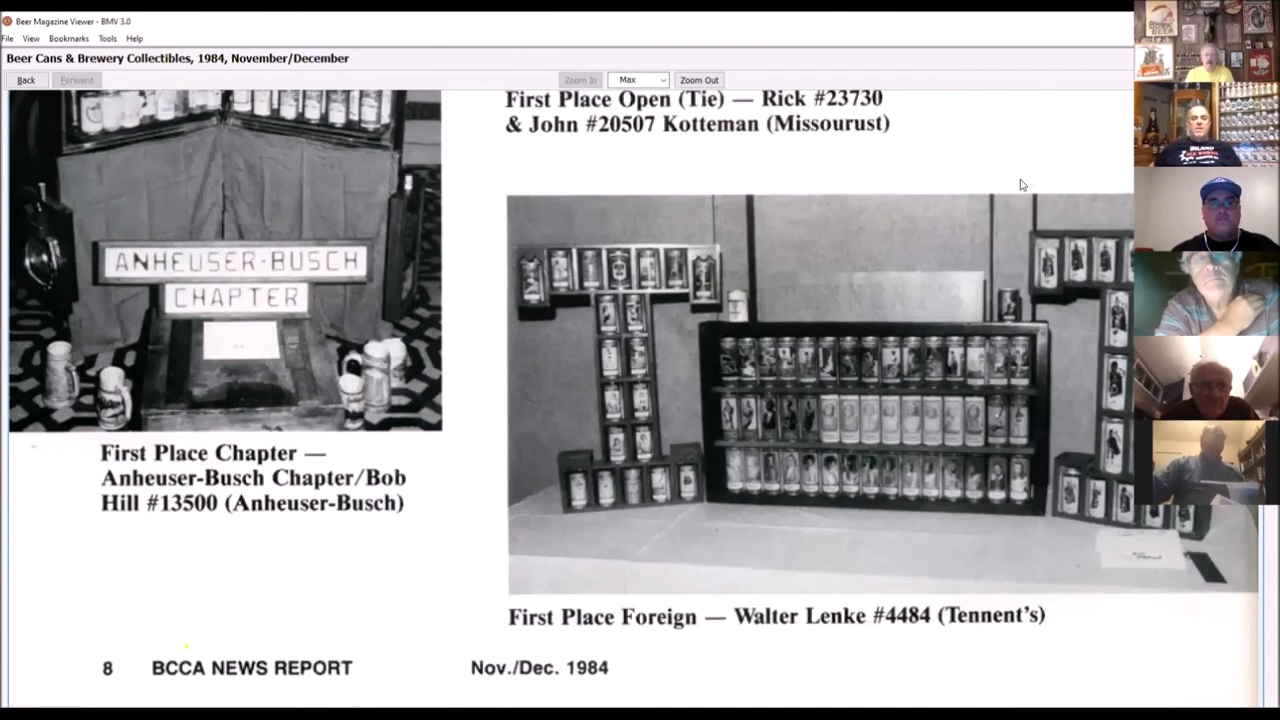 Beer Magazine Viewer - BMV 3.0
File View Bookmarks Tools Help
Beer Cans & Brewery Collectibles, 1984, November/December
Back Forward Zoom In Max Zoom Out
First Place Open (Tie) — Rick #23730
& John #20507 Kotteman (Missourust)
ANHEUSER-BUSCH
CHAPTER
First Place Chapter —
Anheuser-Busch Chapter/Bob
Hill #13500 (Anheuser-Busch)
First Place Foreign — Walter Lenke #4484 (Tennent's)
8 BCCA NEWS REPORT Nov./Dec. 1984